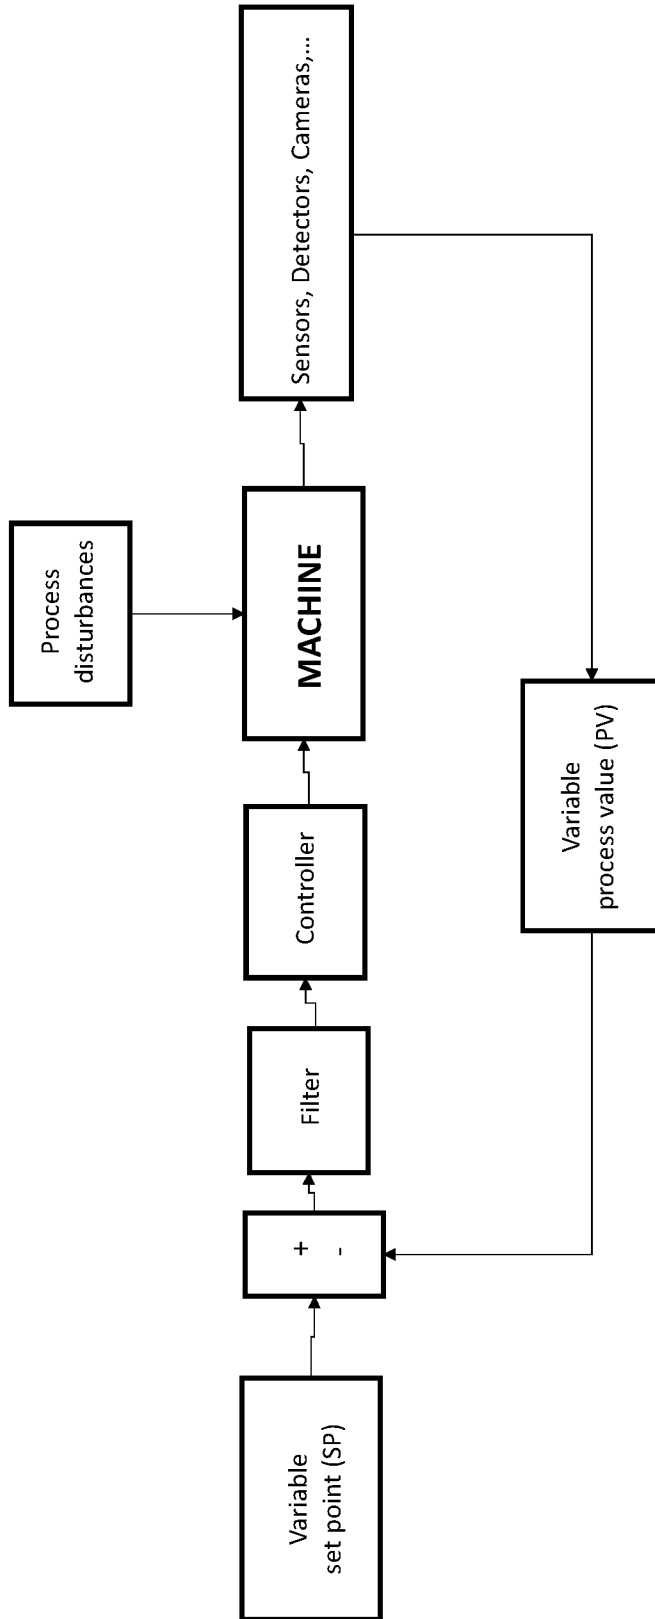 Process
disturbances
Variable
set point (SP)
+
-
Filter
Controller
MACHINE
Sensors, Detectors, Cameras,...
Variable
process value (PV)